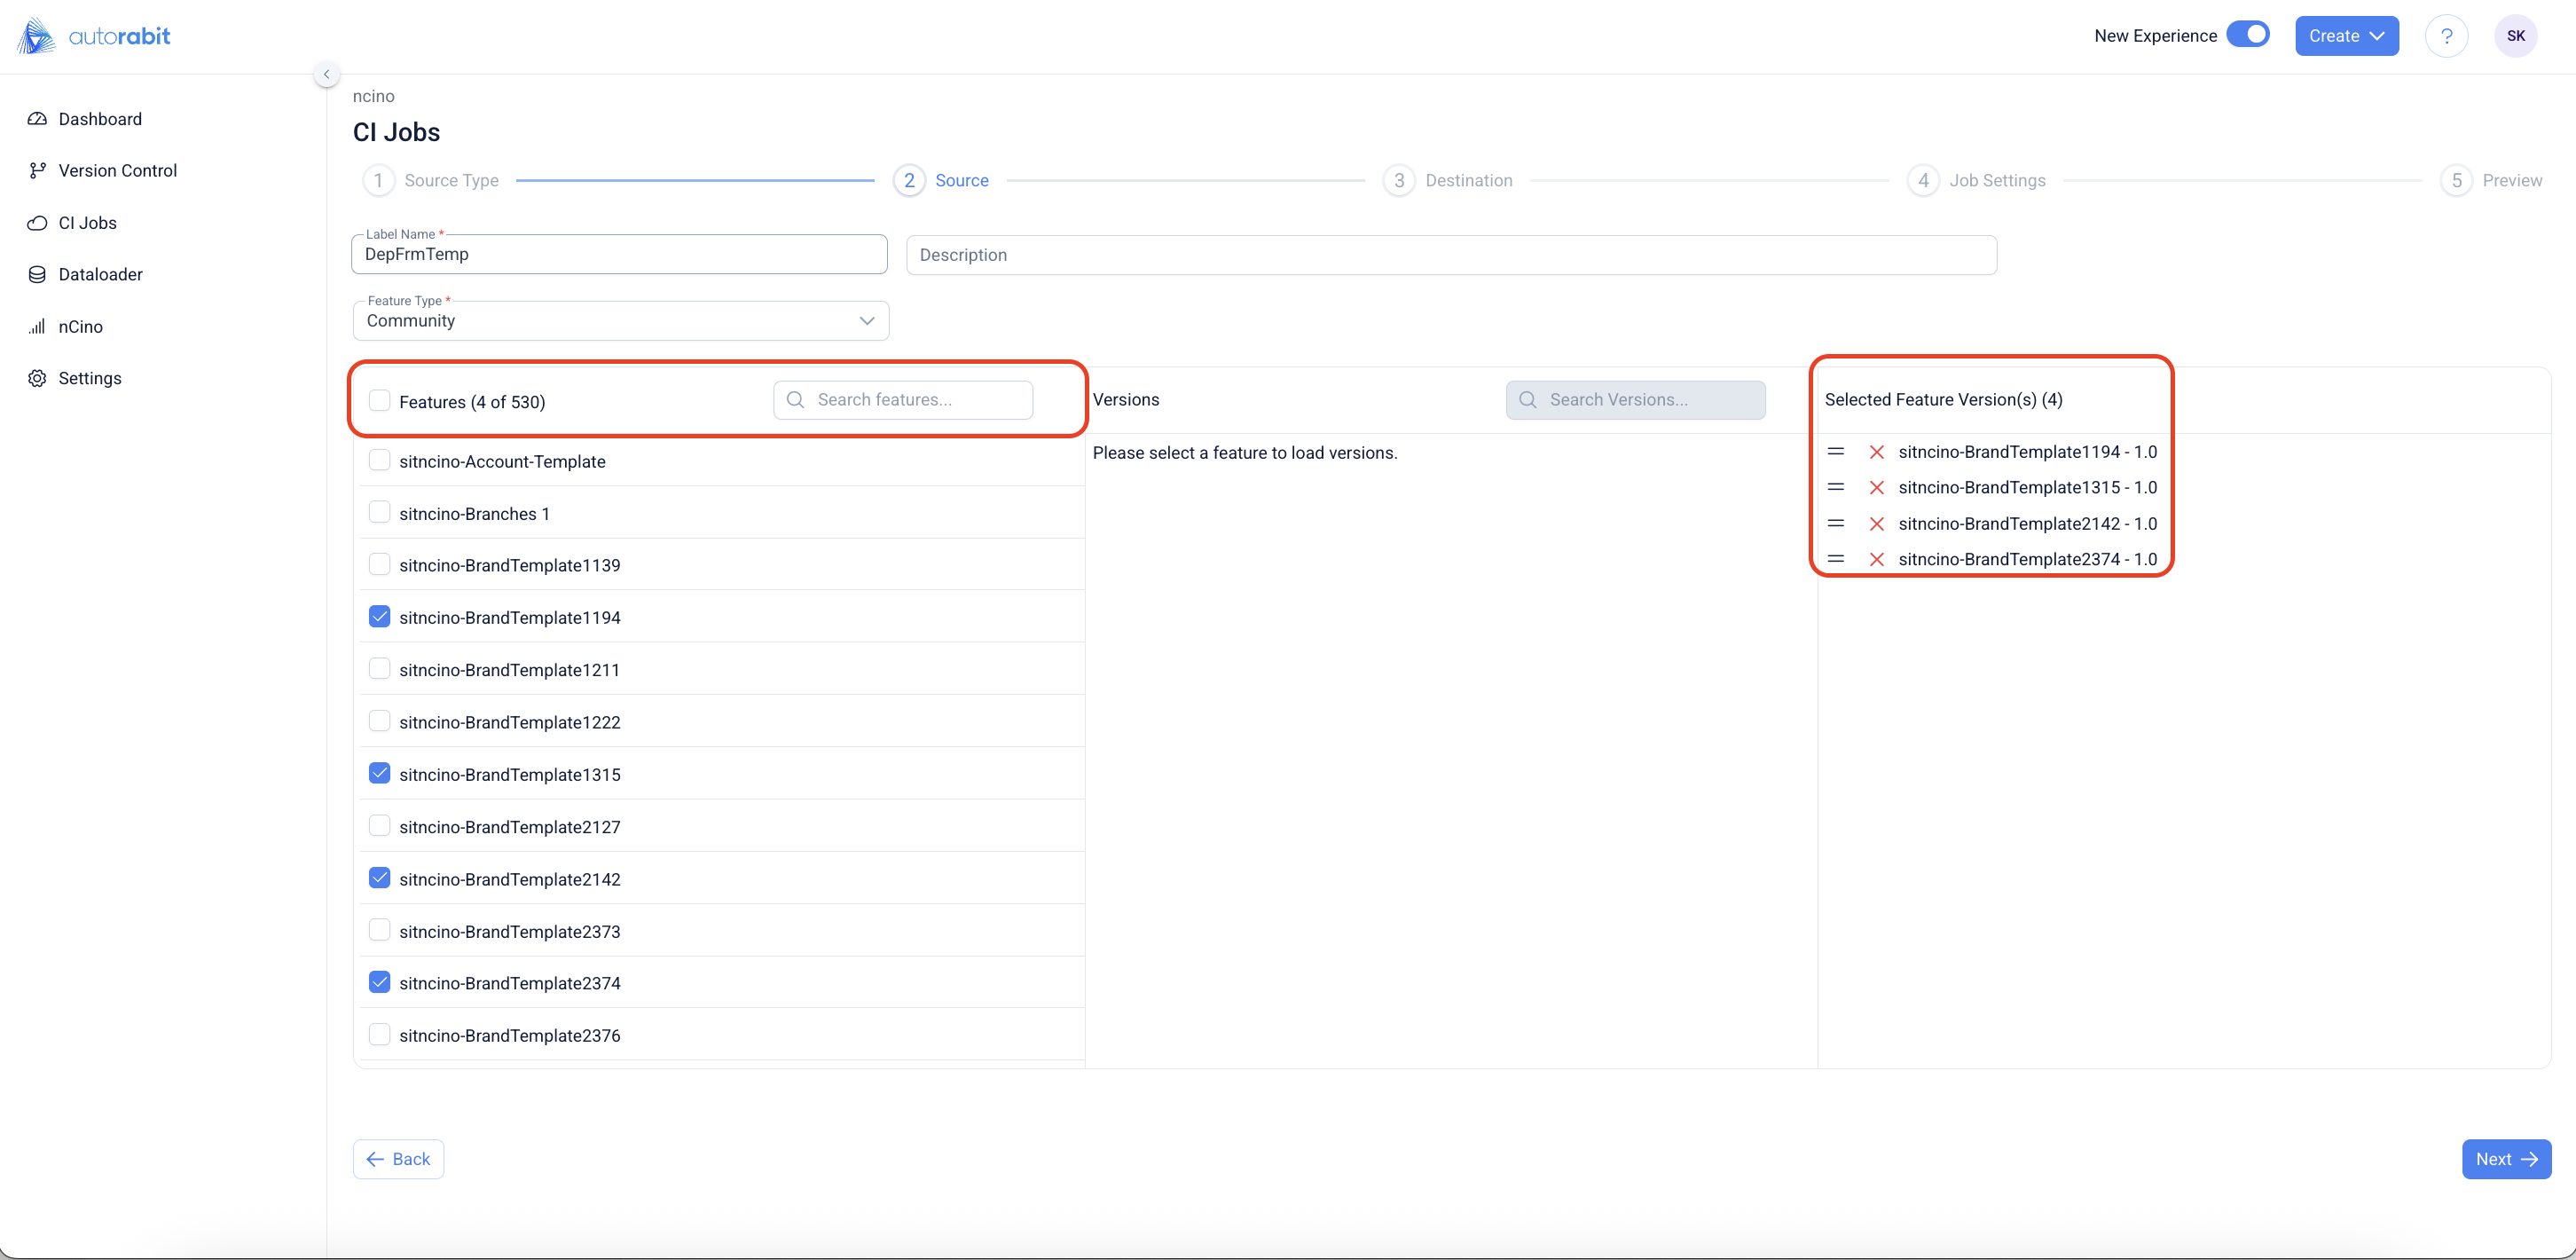 autorabit
New Experience
Create
?
SK
Dashboard
Version Control
CI Jobs
Dataloader
nCino
Settings
ncino
CI Jobs
1 Source Type
2 Source
3 Destination
4 Job Settings
5 Preview
Label Name *
DepFrmTemp
Description
Feature Type *
Community
Features (4 of 530)
Search features...
Versions
Search Versions...
Selected Feature Version(s) (4)
sitncino-Account-Template
sitncino-Branches 1
sitncino-BrandTemplate1139
sitncino-BrandTemplate1194
sitncino-BrandTemplate1211
sitncino-BrandTemplate1222
sitncino-BrandTemplate1315
sitncino-BrandTemplate2127
sitncino-BrandTemplate2142
sitncino-BrandTemplate2373
sitncino-BrandTemplate2374
sitncino-BrandTemplate2376
Please select a feature to load versions.
sitncino-BrandTemplate1194 - 1.0
sitncino-BrandTemplate1315 - 1.0
sitncino-BrandTemplate2142 - 1.0
sitncino-BrandTemplate2374 - 1.0
Back
Next